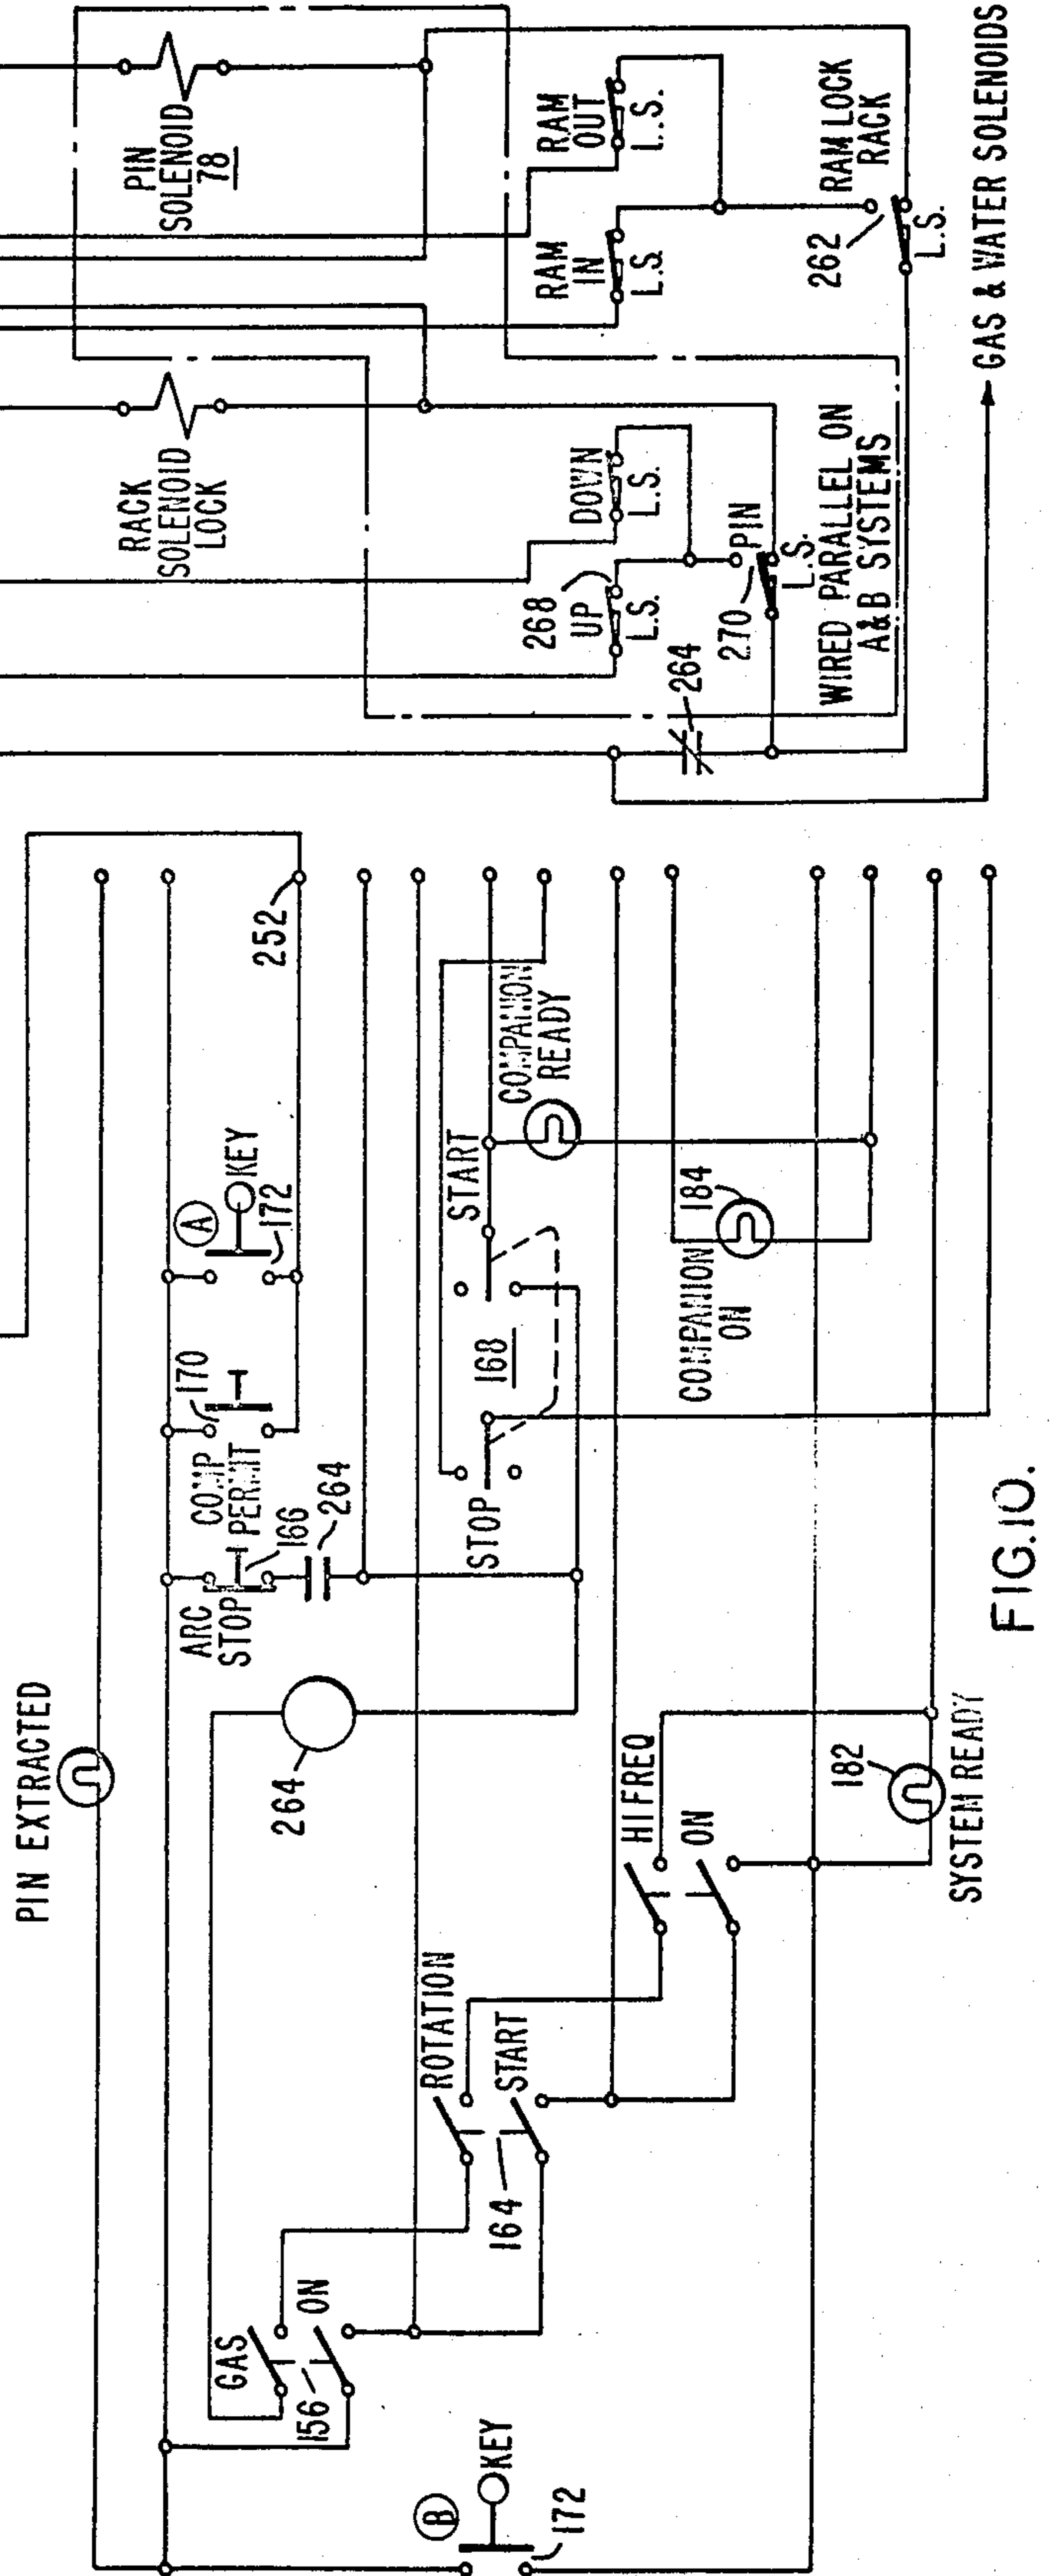 PIN
SOLENOID
78
RACK
SOLENOID
LOCK
RAM
OUT
L.S.
RAM
IN
L.S.
RAM LOCK
RACK
262
L.S.
GAS & WATER SOLENOIDS
DOWN
L.S.
268
UP
L.S.
PIN
270
L.S.
264
WIRED PARALLEL ON
A&B SYSTEMS
252
PIN EXTRACTED
A
KEY
172
170
COMP
PERMIT
ARC
STOP
166
264
264
START
COMPANION
READY
168
STOP
184
COMPANION
ON
GAS
ON
156
ROTATION
START
164
HIFREQ
ON
182
SYSTEM READY
B
KEY
172
FIG.10.